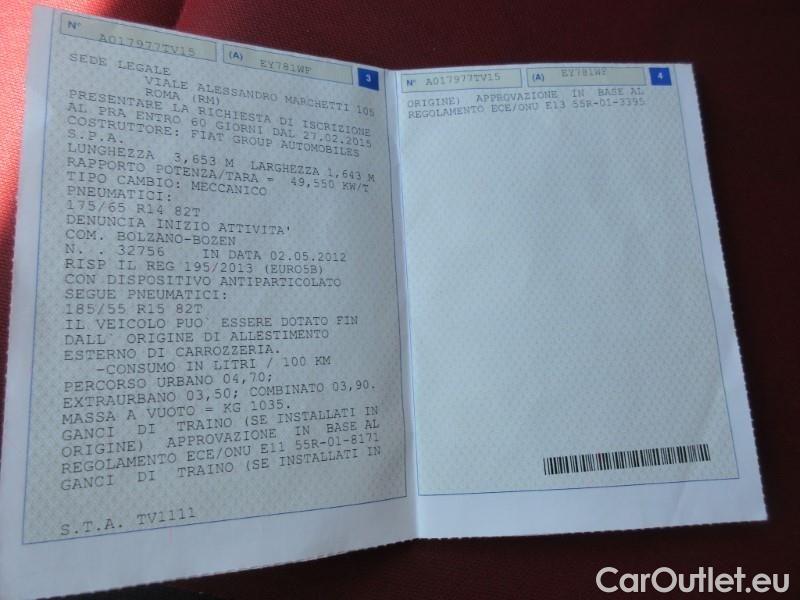 N° A017977TV15 (A) EY781WF 3
SEDE LEGALE
VIALE ALESSANDRO MARCHETTI 105
ROMA (RM)
PRESENTARE LA RICHIESTA DI ISCRIZIONE
AL PRA ENTRO 60 GIORNI DAL 27.02.2015
COSTRUTTORE: FIAT GROUP AUTOMOBILES
S.P.A.
LUNGHEZZA 3,653 M LARGHEZZA 1,643 M
RAPPORTO POTENZA/TARA = 49,550 KW/T
TIPO CAMBIO: MECCANICO
PNEUMATICI:
175/65 R14 82T
DENUNCIA INIZIO ATTIVITA'
COM. BOLZANO-BOZEN
N. . 32756 IN DATA 02.05.2012
RISP IL REG 195/2013 (EURO5B)
CON DISPOSITIVO ANTIPARTICOLATO
SEGUE PNEUMATICI:
185/55 R15 82T
IL VEICOLO PUO` ESSERE DOTATO FIN
DALL` ORIGINE DI ALLESTIMENTO
ESTERNO DI CARROZZERIA.
-CONSUMO IN LITRI / 100 KM
PERCORSO URBANO 04,70;
EXTRAURBANO 03,50; COMBINATO 03,90.
MASSA A VUOTO = KG 1035.
GANCI DI TRAINO (SE INSTALLATI IN
ORIGINE) APPROVAZIONE IN BASE AL
REGOLAMENTO ECE/ONU E11 55R-01-8171
GANCI DI TRAINO (SE INSTALLATI IN
S.T.A. TV1111
N° A017977TV15 (A) EY781WF 4
ORIGINE) APPROVAZIONE IN BASE AL
REGOLAMENTO ECE/ONU E13 55R-01-3395
CarOutlet.eu